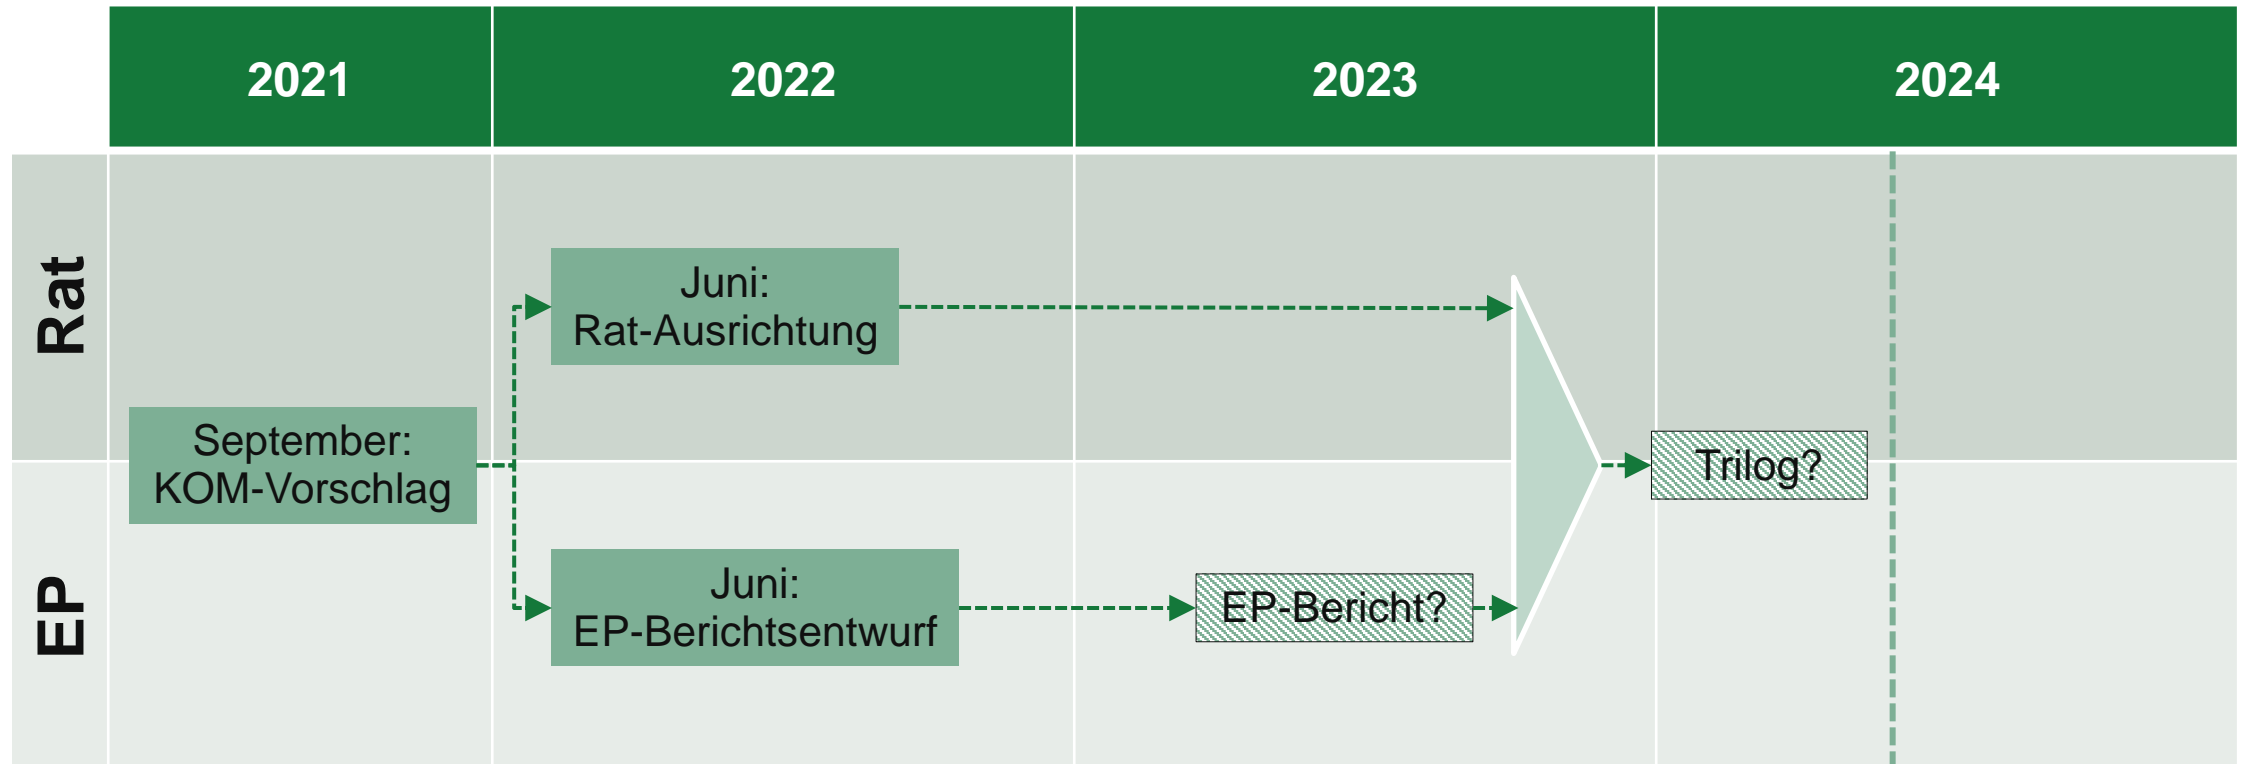 2021
2022
2023
2024
Rat
Juni:
Rat-Ausrichtung
September:
KOM-Vorschlag
Trilog?
EP
Juni:
EP-Berichtsentwurf
EP-Bericht?